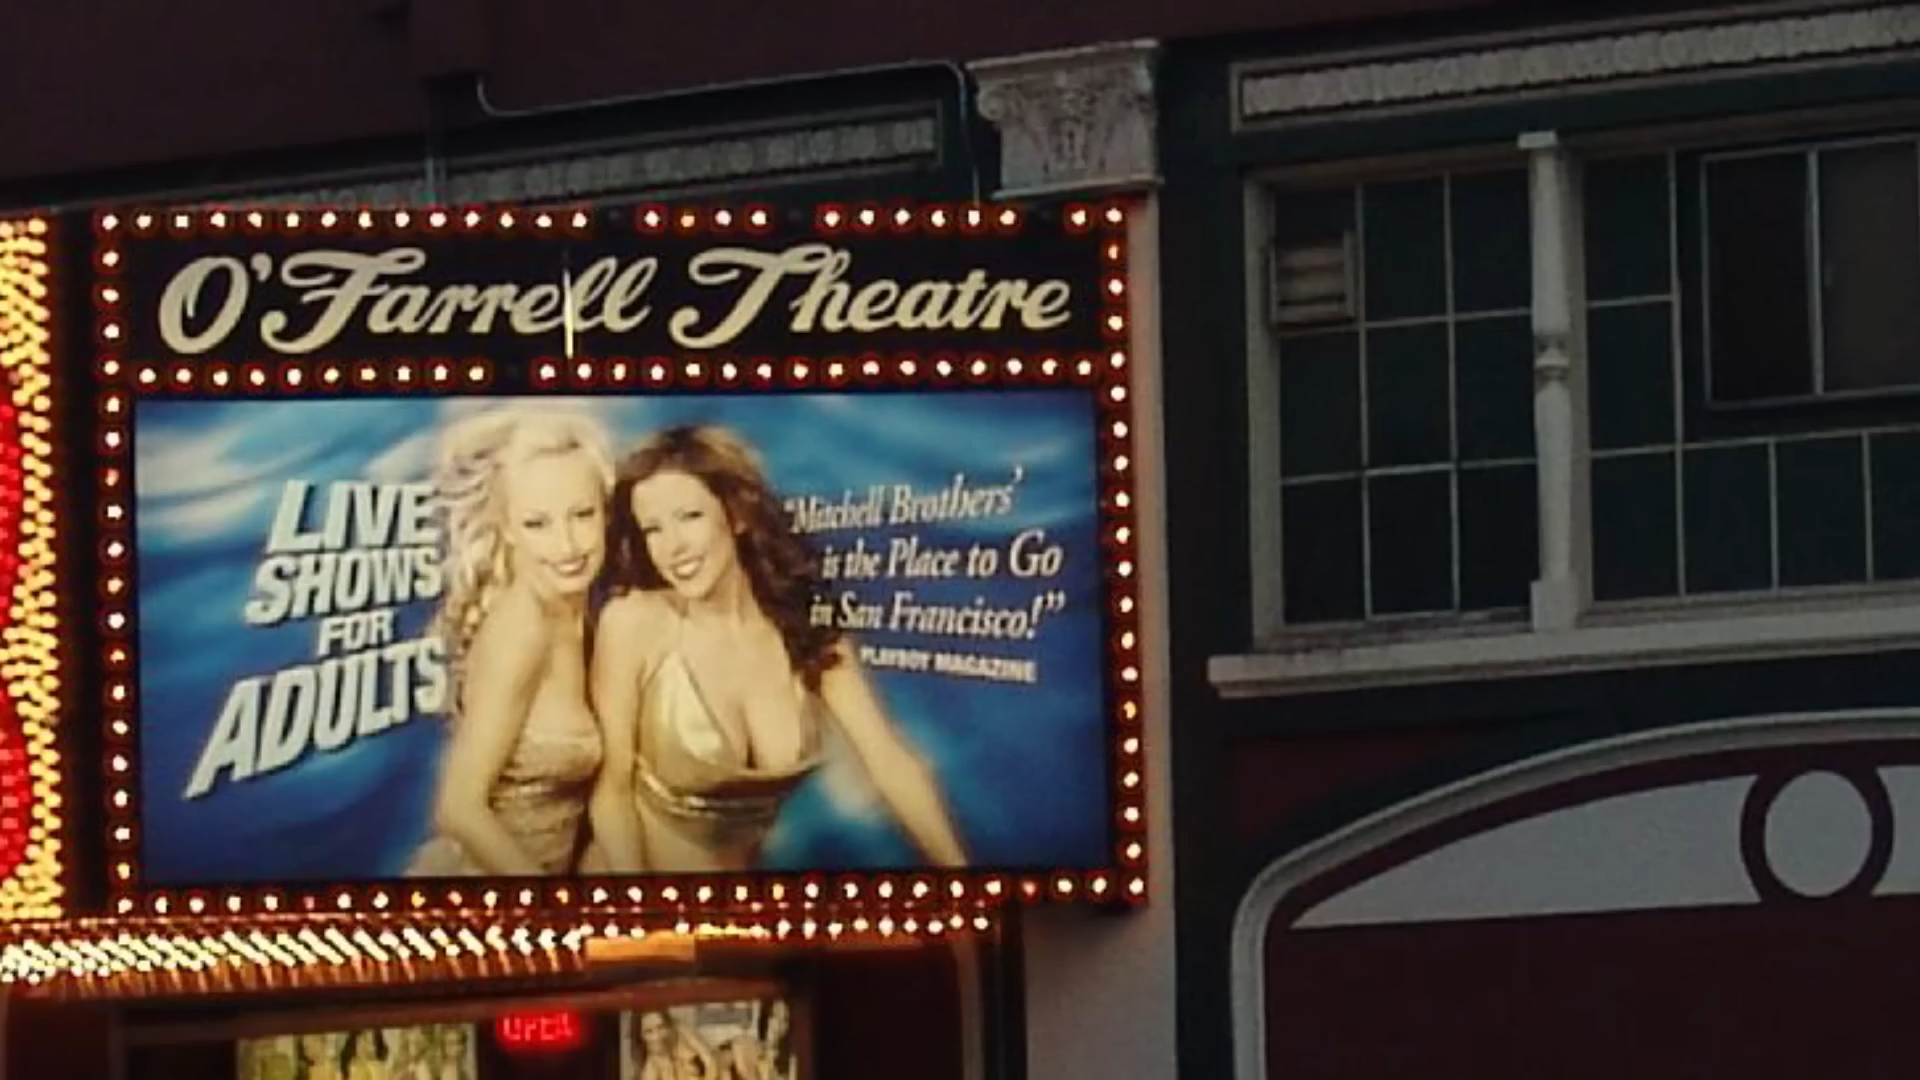 O'Farrell Theatre
LIVE
SHOWS
FOR
ADULTS
"Mitchell Brothers'
is the Place to Go
in San Francisco!"
PLAYBOY MAGAZINE
OPEN